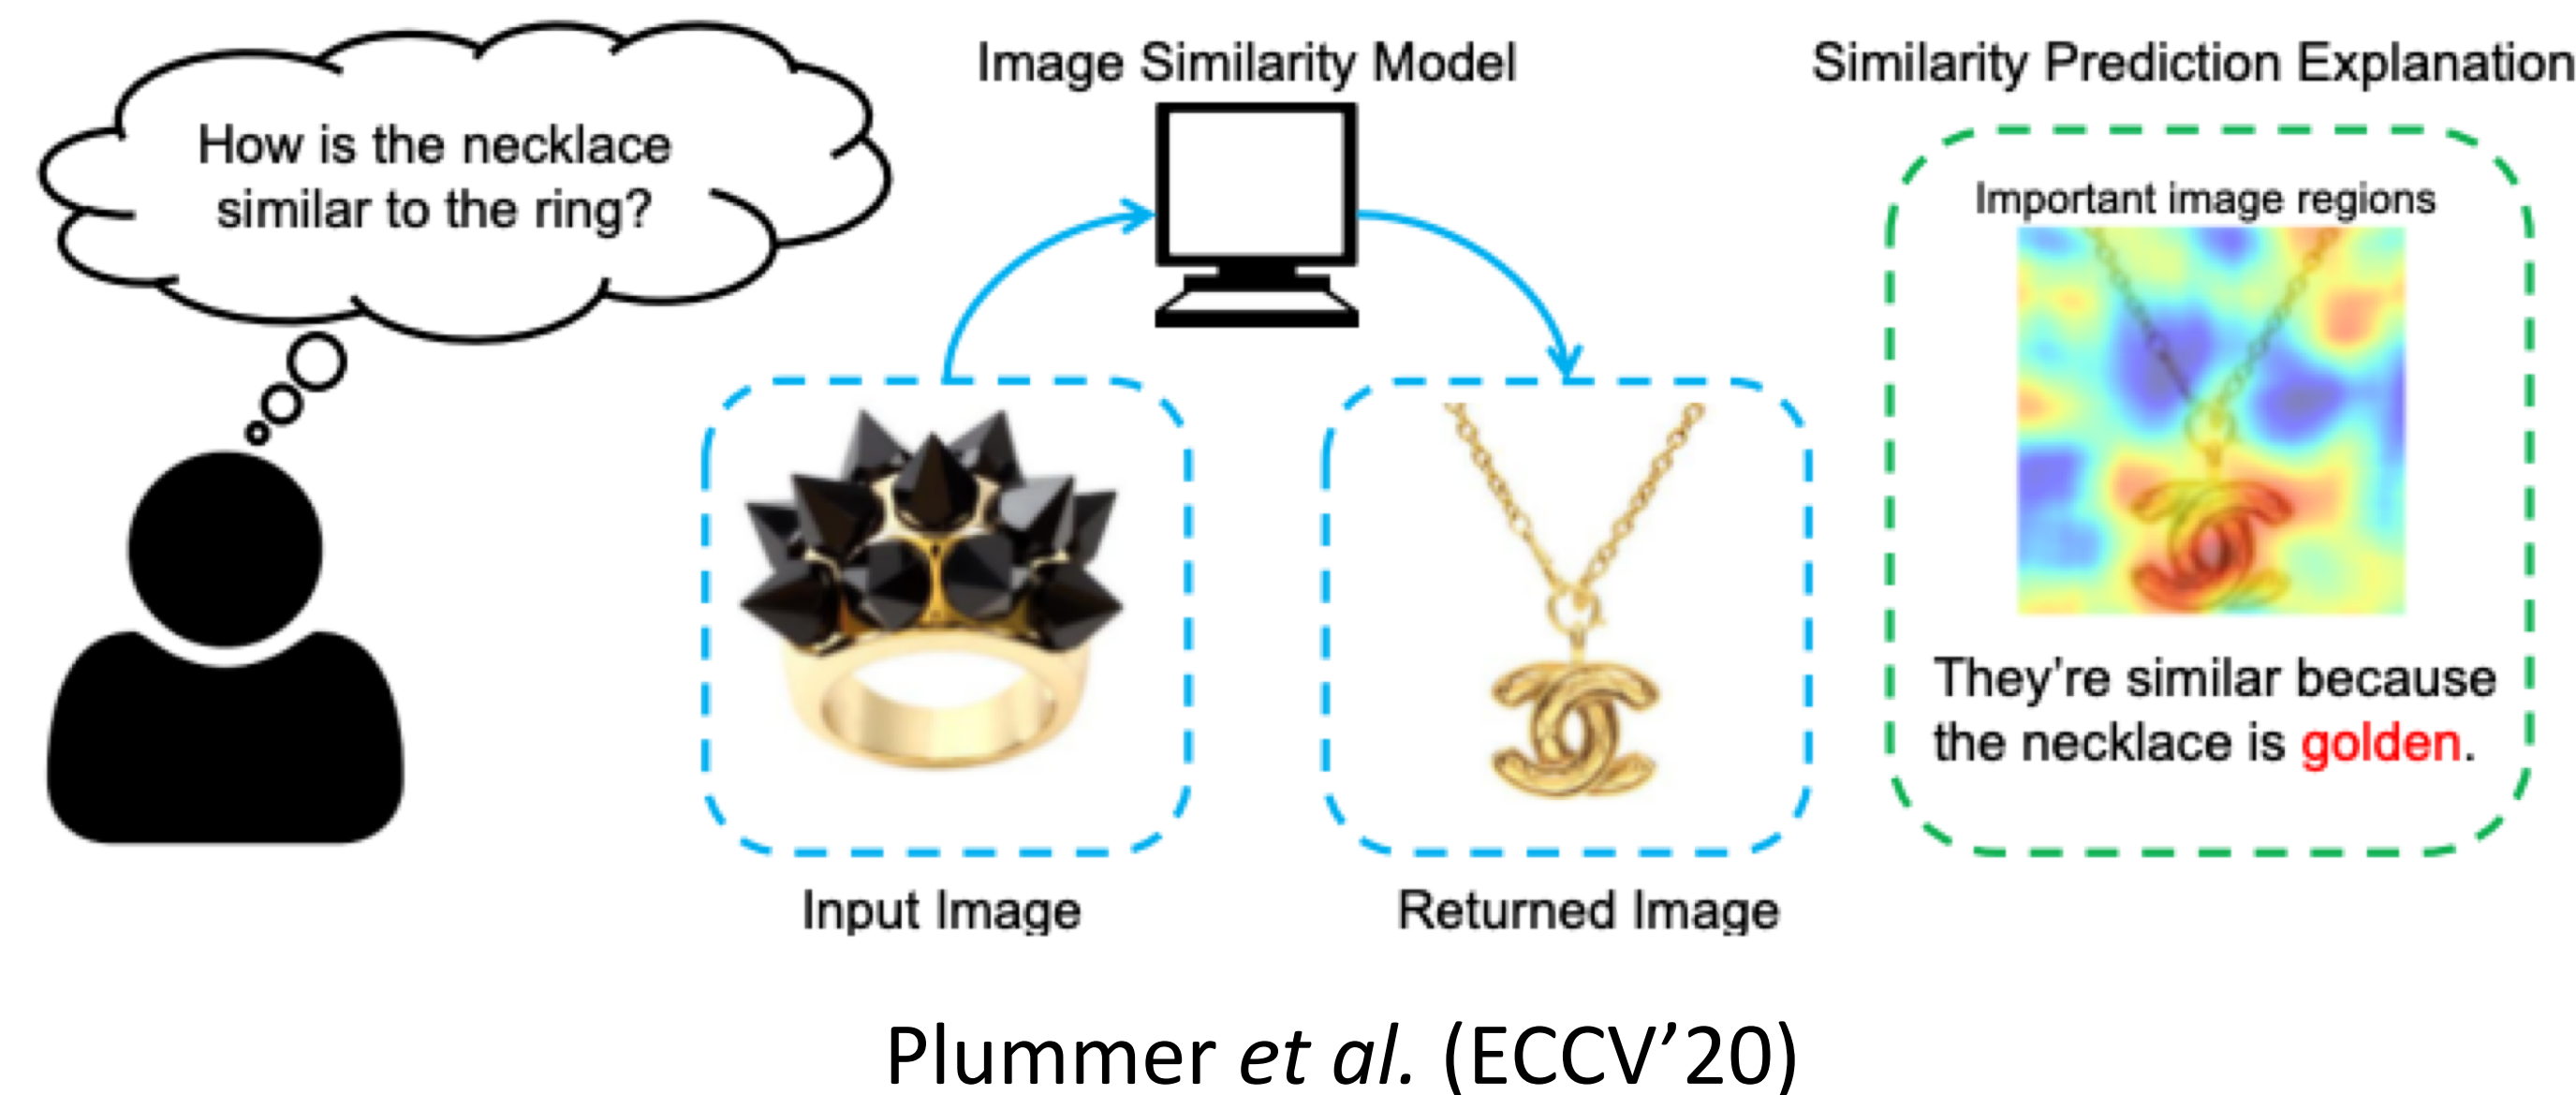 How is the necklace
similar to the ring?
Image Similarity Model
Similarity Prediction Explanation
Important image regions
They're similar because
the necklace is golden.
Input Image
Returned Image
Plummer et al. (ECCV’20)